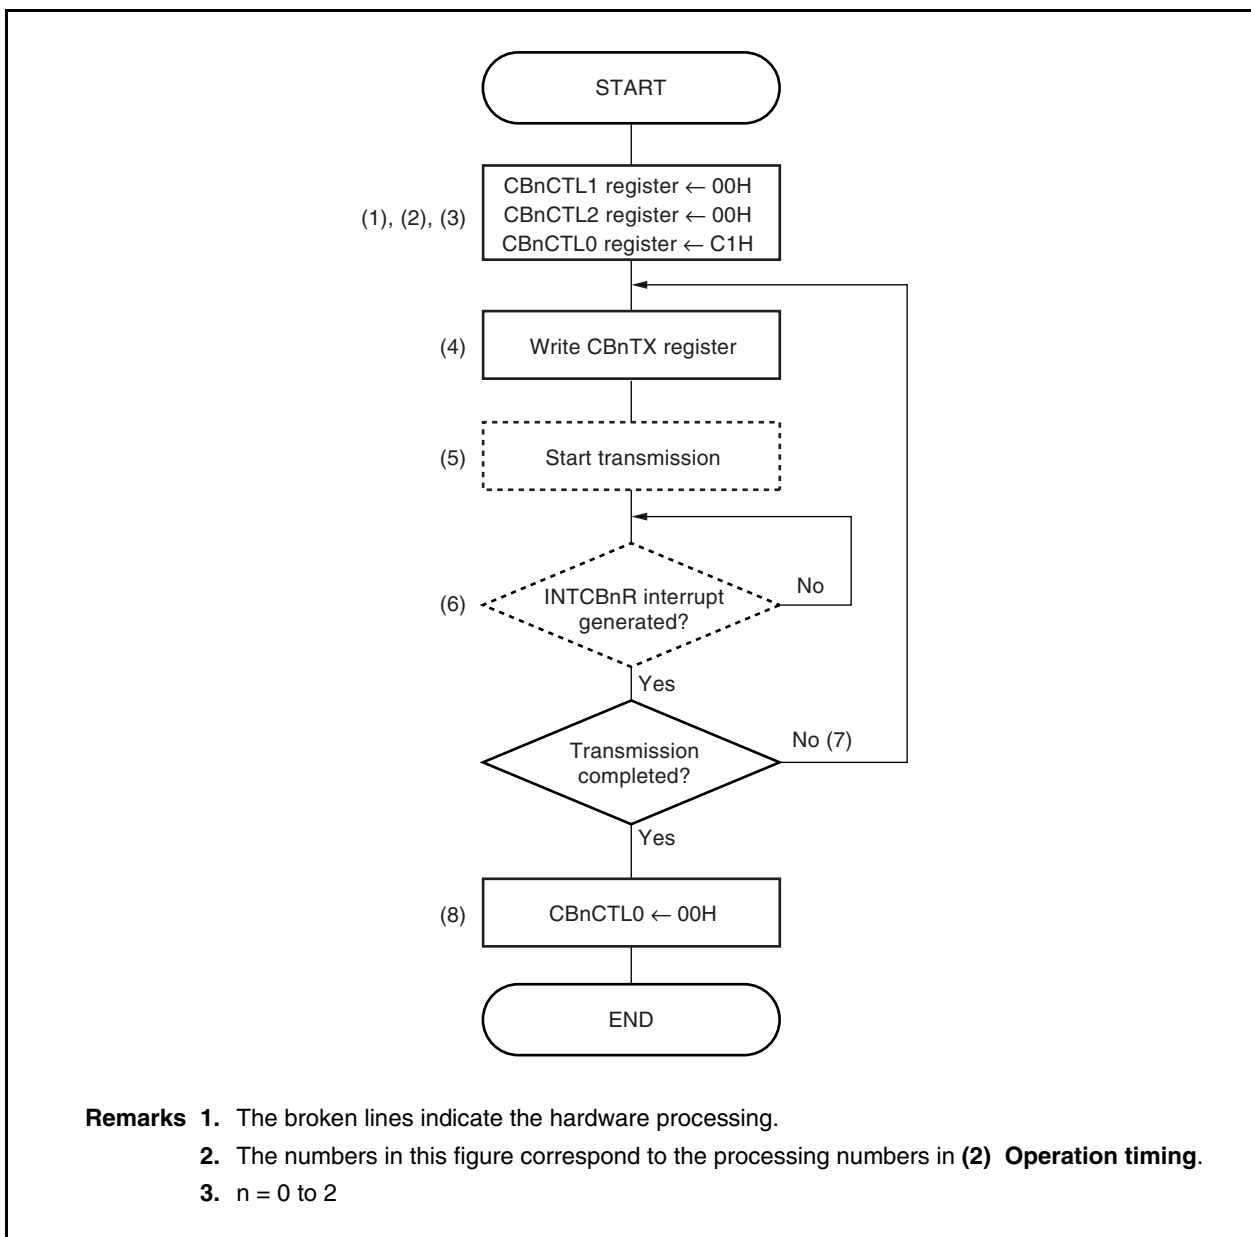 START
CBnCTL1 register ← 00H
CBnCTL2 register ← 00H
(1), (2), (3)
CBnCTL0 register ← C1H
(4)
Write CBnTX register
(5)
Start transmission
(6)
INTCBnR interrupt
generated?
No
Yes
Transmission
completed?
No (7)
Yes
(8)
CBnCTL0 ← 00H
END
Remarks 1. The broken lines indicate the hardware processing.
2. The numbers in this figure correspond to the processing numbers in (2) Operation timing.
3. n = 0 to 2